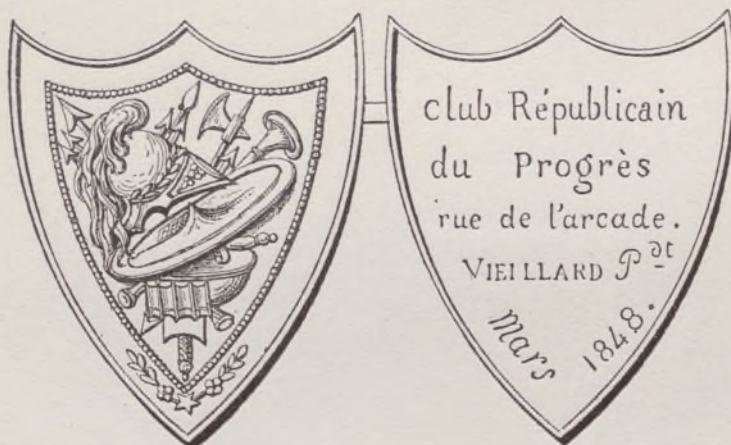 club Républicain
du Progrès
rue de l'arcade.
VIEILLARD Pdt
Mars 1848.